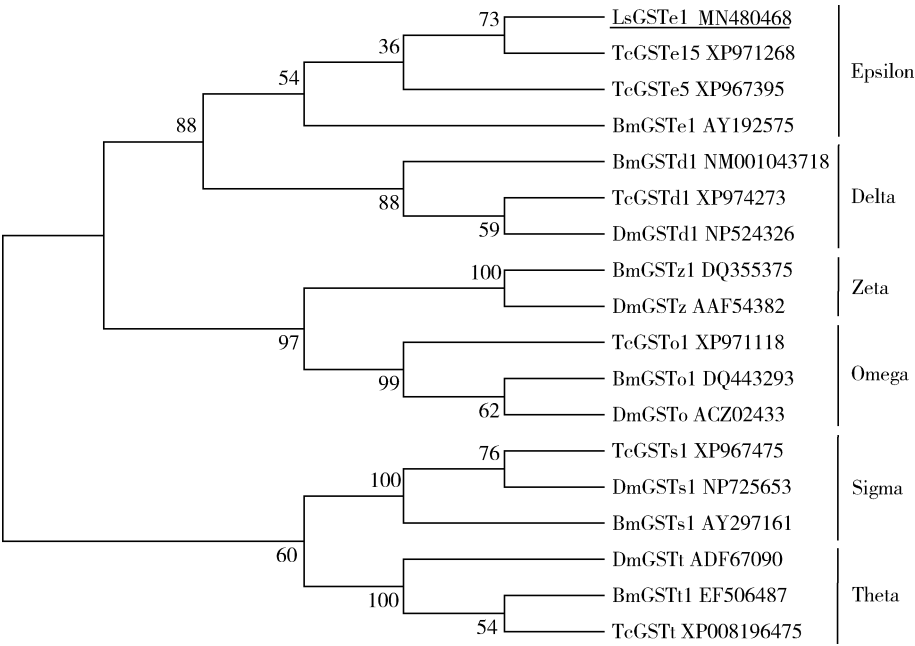 73
LsGSTe1 MN480468
36
TcGSTe15 XP971268
54
TcGSTe5 XP967395
Epsilon
88
BmGSTe1 AY192575
BmGSTd1 NM001043718
88
TcGSTd1 XP974273
Delta
59
DmGSTd1 NP524326
100
BmGSTz1 DQ355375
Zeta
DmGSTz AAF54382
97
TcGSTo1 XP971118
99
BmGSTo1 DQ443293
Omega
62
DmGSTo ACZ02433
76
TcGSTs1 XP967475
100
DmGSTs1 NP725653
Sigma
BmGSTs1 AY297161
60
DmGSTt ADF67090
100
BmGSTt1 EF506487
Theta
54
TcGSTt XP008196475